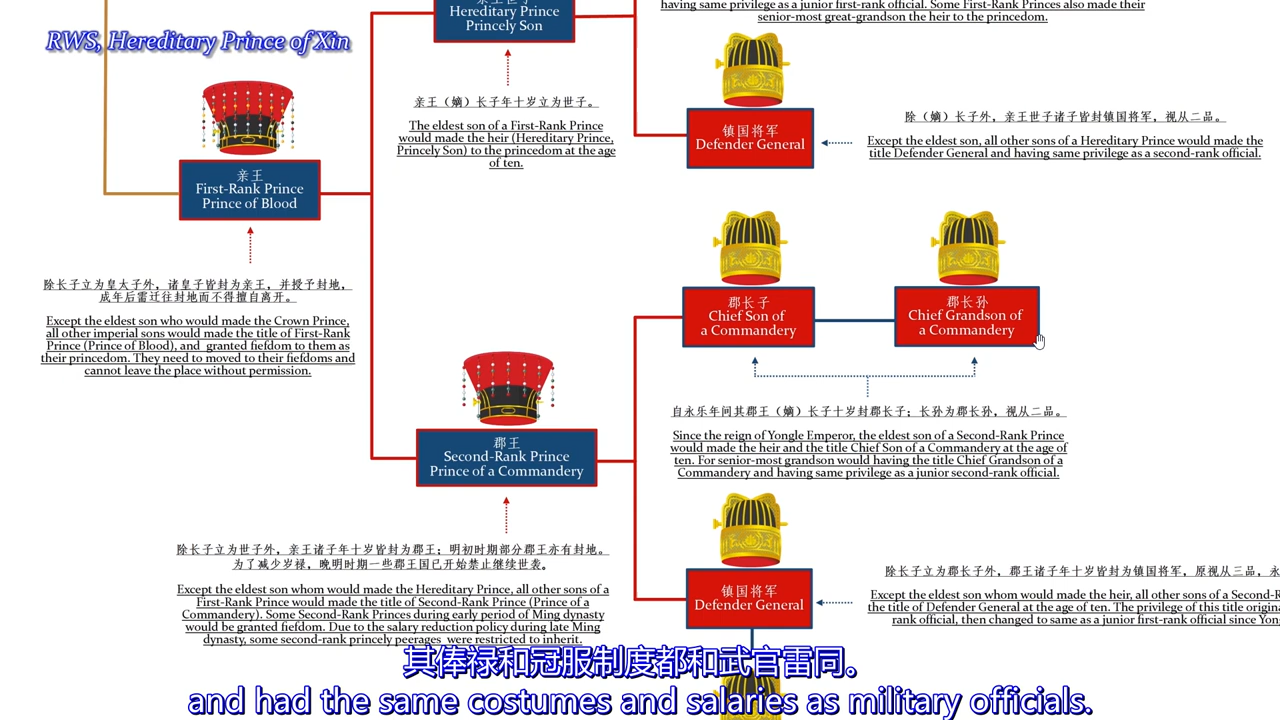 having same privilege as a junior first-rank official. Some First-Rank Princes also made their
senior-most great-grandson the heir to the princedom.
Hereditary Prince
Princely Son
RWS, Hereditary Prince of Xin
亲王（嫡）长子年十岁立为世子。
The eldest son of a First-Rank Prince
would made the heir (Hereditary Prince,
Princely Son) to the princedom at the age
of ten.
镇国将军
Defender General
除（嫡）长子外，亲王世子诸子皆封镇国将军，视从二品。
Except the eldest son, all other sons of a Hereditary Prince would made the
title Defender General and having same privilege as a second-rank official.
亲王
First-Rank Prince
Prince of Blood
除长子立为皇太子外，诸皇子皆封为亲王，并授予封地，
成年后需迁往封地而不得擅自离开。
Except the eldest son who would made the Crown Prince,
all other imperial sons would made the title of First-Rank
Prince (Prince of Blood), and granted fiefdom to them as
their princedom. They need to moved to their fiefdoms and
cannot leave the place without permission.
郡长子
Chief Son of
a Commandery
郡长孙
Chief Grandson of
a Commandery
自永乐年间其郡王（嫡）长子十岁封郡长子；长孙为郡长孙，视从二品。
Since the reign of Yongle Emperor, the eldest son of a Second-Rank Prince
would made the heir and the title Chief Son of a Commandery at the age of
ten. For senior-most grandson would having the title Chief Grandson of a
Commandery and having same privilege as a junior second-rank official.
郡王
Second-Rank Prince
Prince of a Commandery
除长子立为世子外，亲王诸子年十岁皆封为郡王；明初时期部分郡王亦有封地。
为了减少岁禄，晚明时期一些郡王国已开始禁止继续世袭。
Except the eldest son whom would made the Hereditary Prince, all other sons of a
First-Rank Prince would made the title of Second-Rank Prince (Prince of a
Commandery). Some Second-Rank Princes during early period of Ming dynasty
would be granted fiefdom. Due to the salary reduction policy during late Ming
dynasty, some second-rank princely peerages were restricted to inherit.
镇国将军
Defender General
除长子立为郡长子外，郡王诸子年十岁皆封为镇国将军，原视从三品，永
Except the eldest son whom would made the heir, all other sons of a Second-R
the title of Defender General at the age of ten. The privilege of this title origina
rank official, then changed to same as a junior first-rank official since Yon
其俸禄和冠服制度都和武官雷同。
and had the same costumes and salaries as military officials.